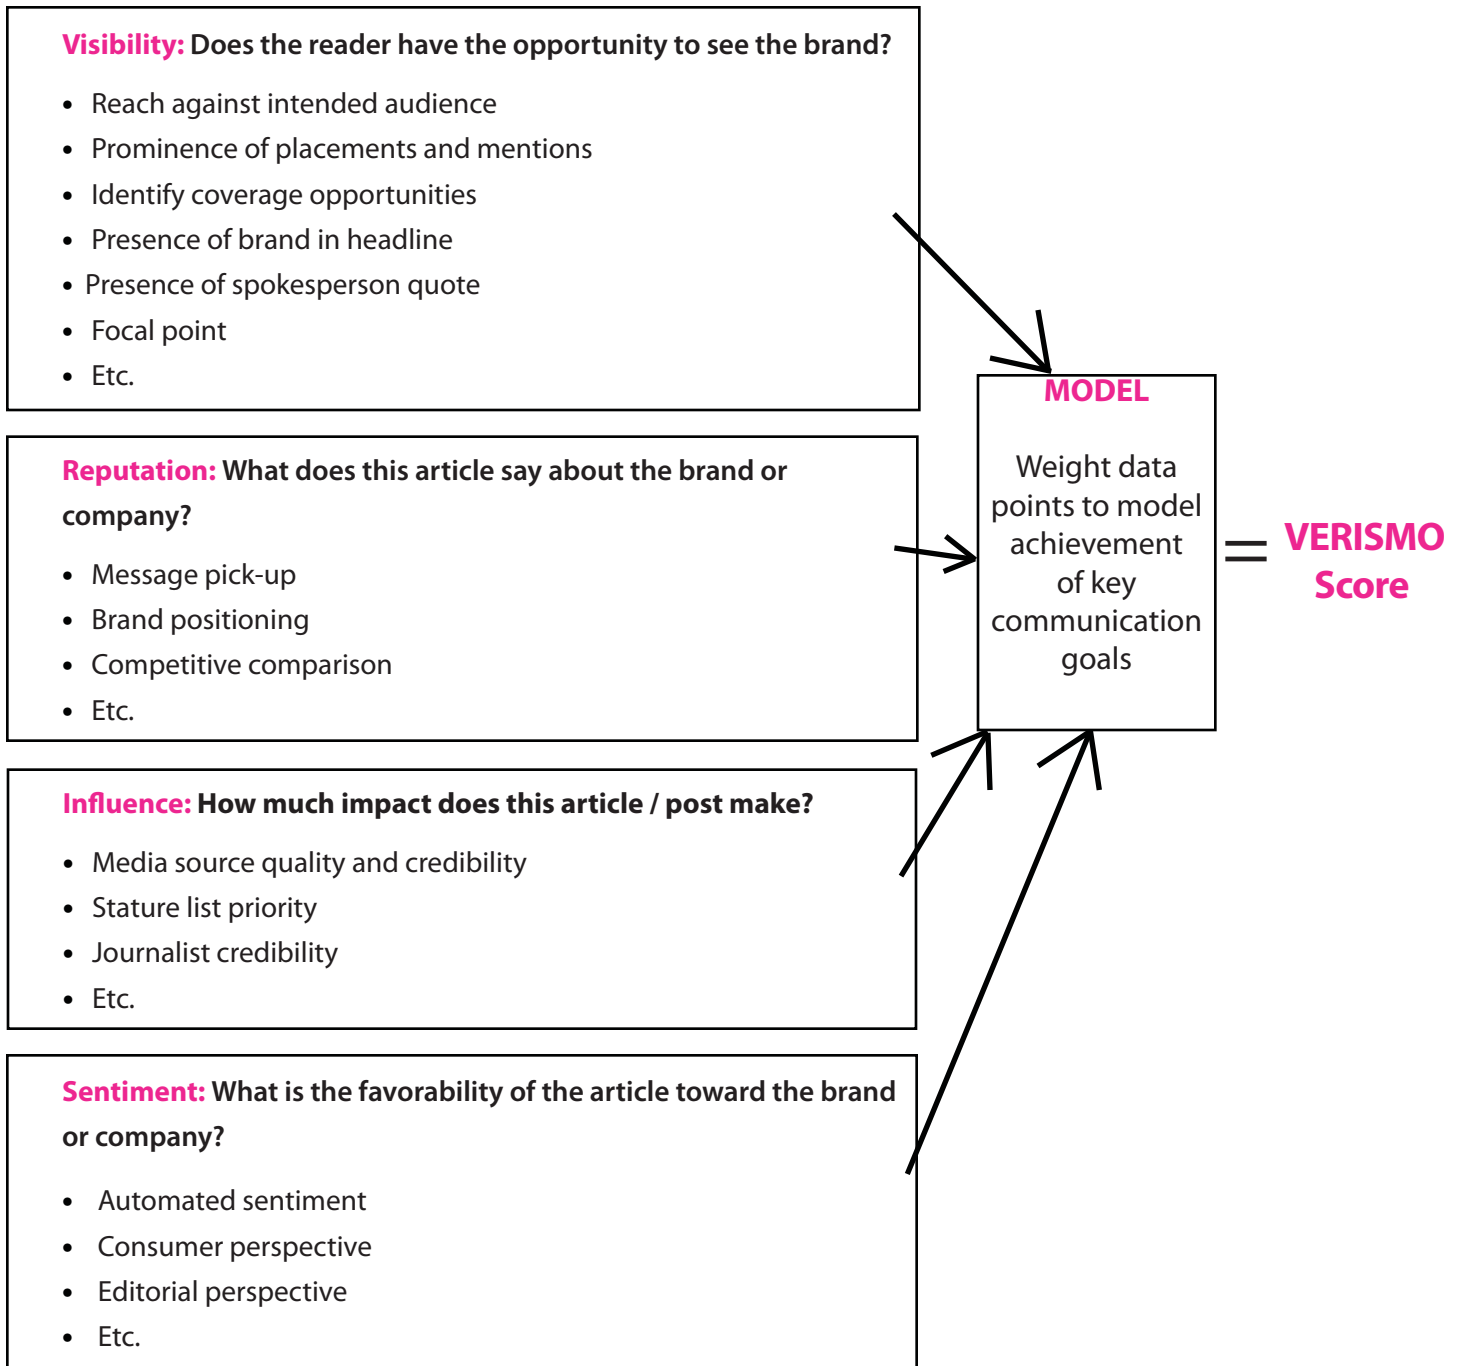 Visibility: Does the reader have the opportunity to see the brand?
• Reach against intended audience
• Prominence of placements and mentions
• Identify coverage opportunities
• Presence of brand in headline
• Presence of spokesperson quote
• Focal point
• Etc.
Reputation: What does this article say about the brand or
company?
• Message pick-up
• Brand positioning
• Competitive comparison
• Etc.
Influence: How much impact does this article / post make?
• Media source quality and credibility
• Stature list priority
• Journalist credibility
• Etc.
Sentiment: What is the favorability of the article toward the brand
or company?
• Automated sentiment
• Consumer perspective
• Editorial perspective
• Etc.
MODEL
Weight data
points to model
achievement
of key
communication
goals
= VERISMO
Score